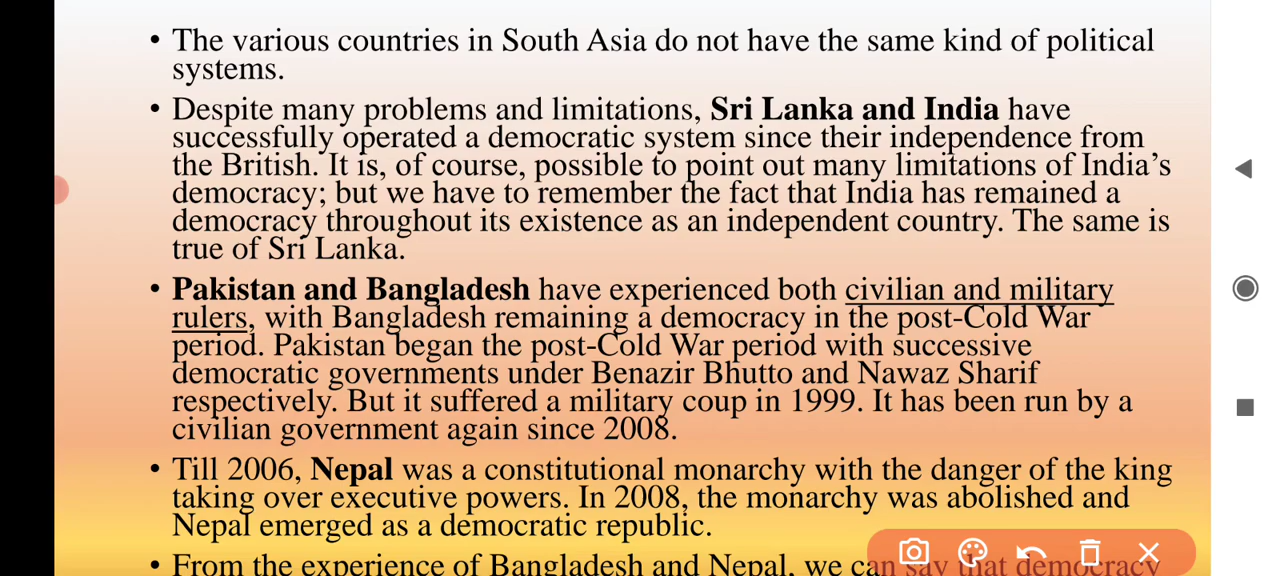 • The various countries in South Asia do not have the same kind of political
systems.
• Despite many problems and limitations, Sri Lanka and India have
successfully operated a democratic system since their independence from
the British. It is, of course, possible to point out many limitations of India's
democracy; but we have to remember the fact that India has remained a
democracy throughout its existence as an independent country. The same is
true of Sri Lanka.
• Pakistan and Bangladesh have experienced both civilian and military
rulers, with Bangladesh remaining a democracy in the post-Cold War
period. Pakistan began the post-Cold War period with successive
democratic governments under Benazir Bhutto and Nawaz Sharif
respectively. But it suffered a military coup in 1999. It has been run by a
civilian government again since 2008.
• Till 2006, Nepal was a constitutional monarchy with the danger of the king
taking over executive powers. In 2008, the monarchy was abolished and
Nepal emerged as a democratic republic.
• From the experience of Bangladesh and Nepal, we can say that democracy